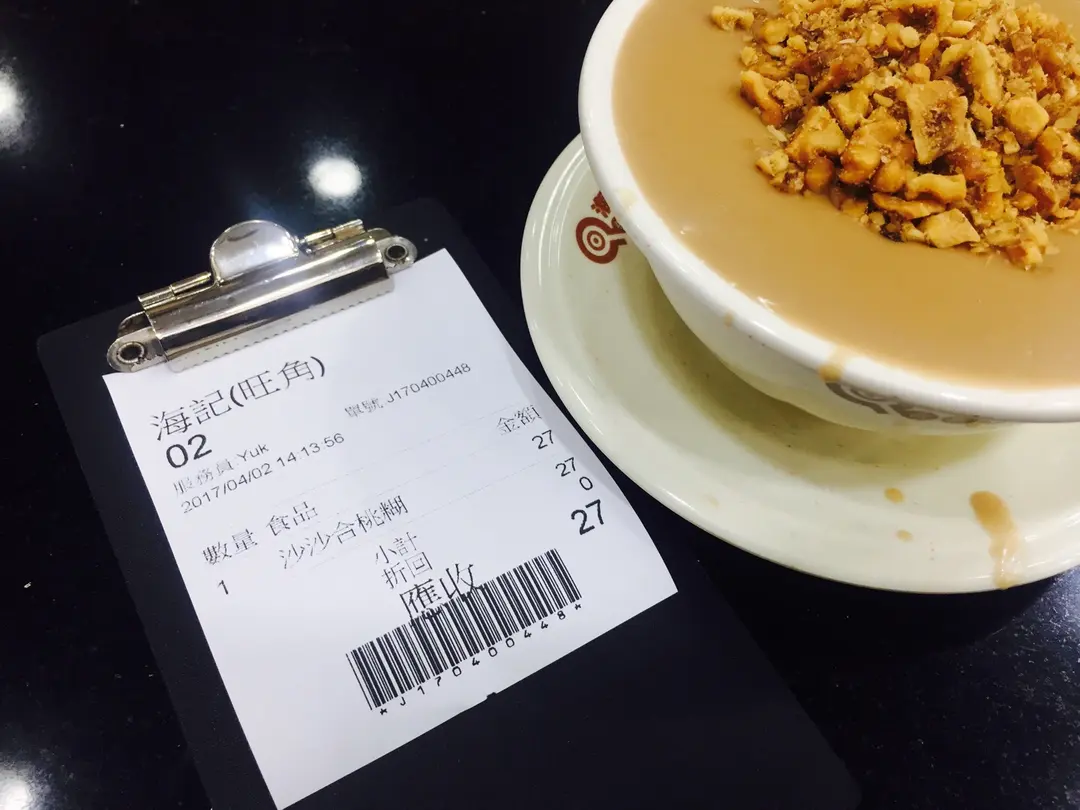 海記(旺角)
02 單號 J170400448
服務員 Yuk
2017/04/02 14:13:56
數量 食品 金額
1 沙沙合桃糊 27
小計 27
折回 0
應收 27
*J170400448*